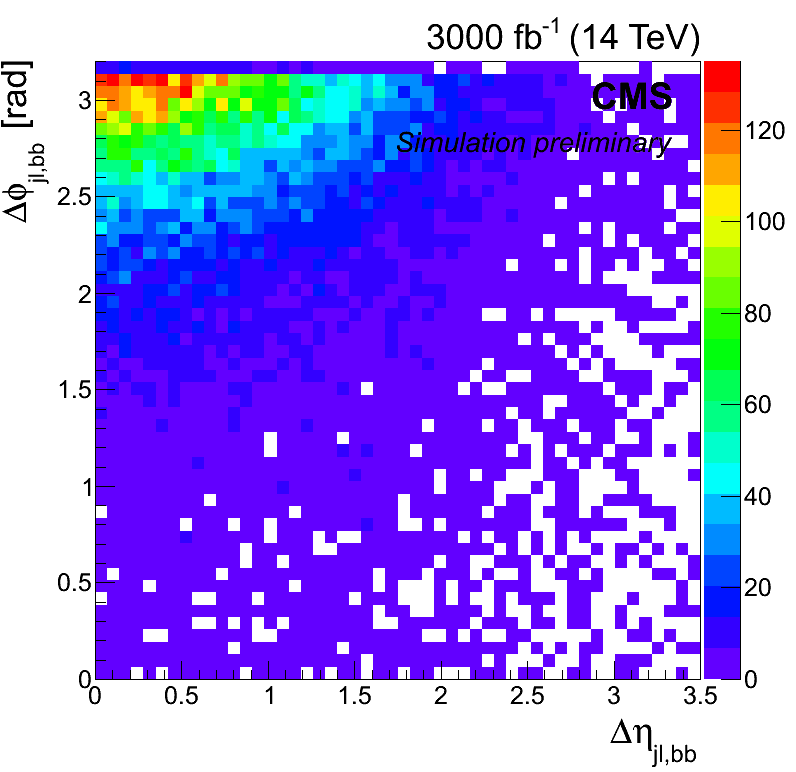 3000 fb⁻¹ (14 TeV)
CMS
Simulation preliminary
Δϕjl,bb [rad]
3
2.5
2
1.5
1
0.5
0
0 0.5 1 1.5 2 2.5 3 3.5
Δηjl,bb
120
100
80
60
40
20
0